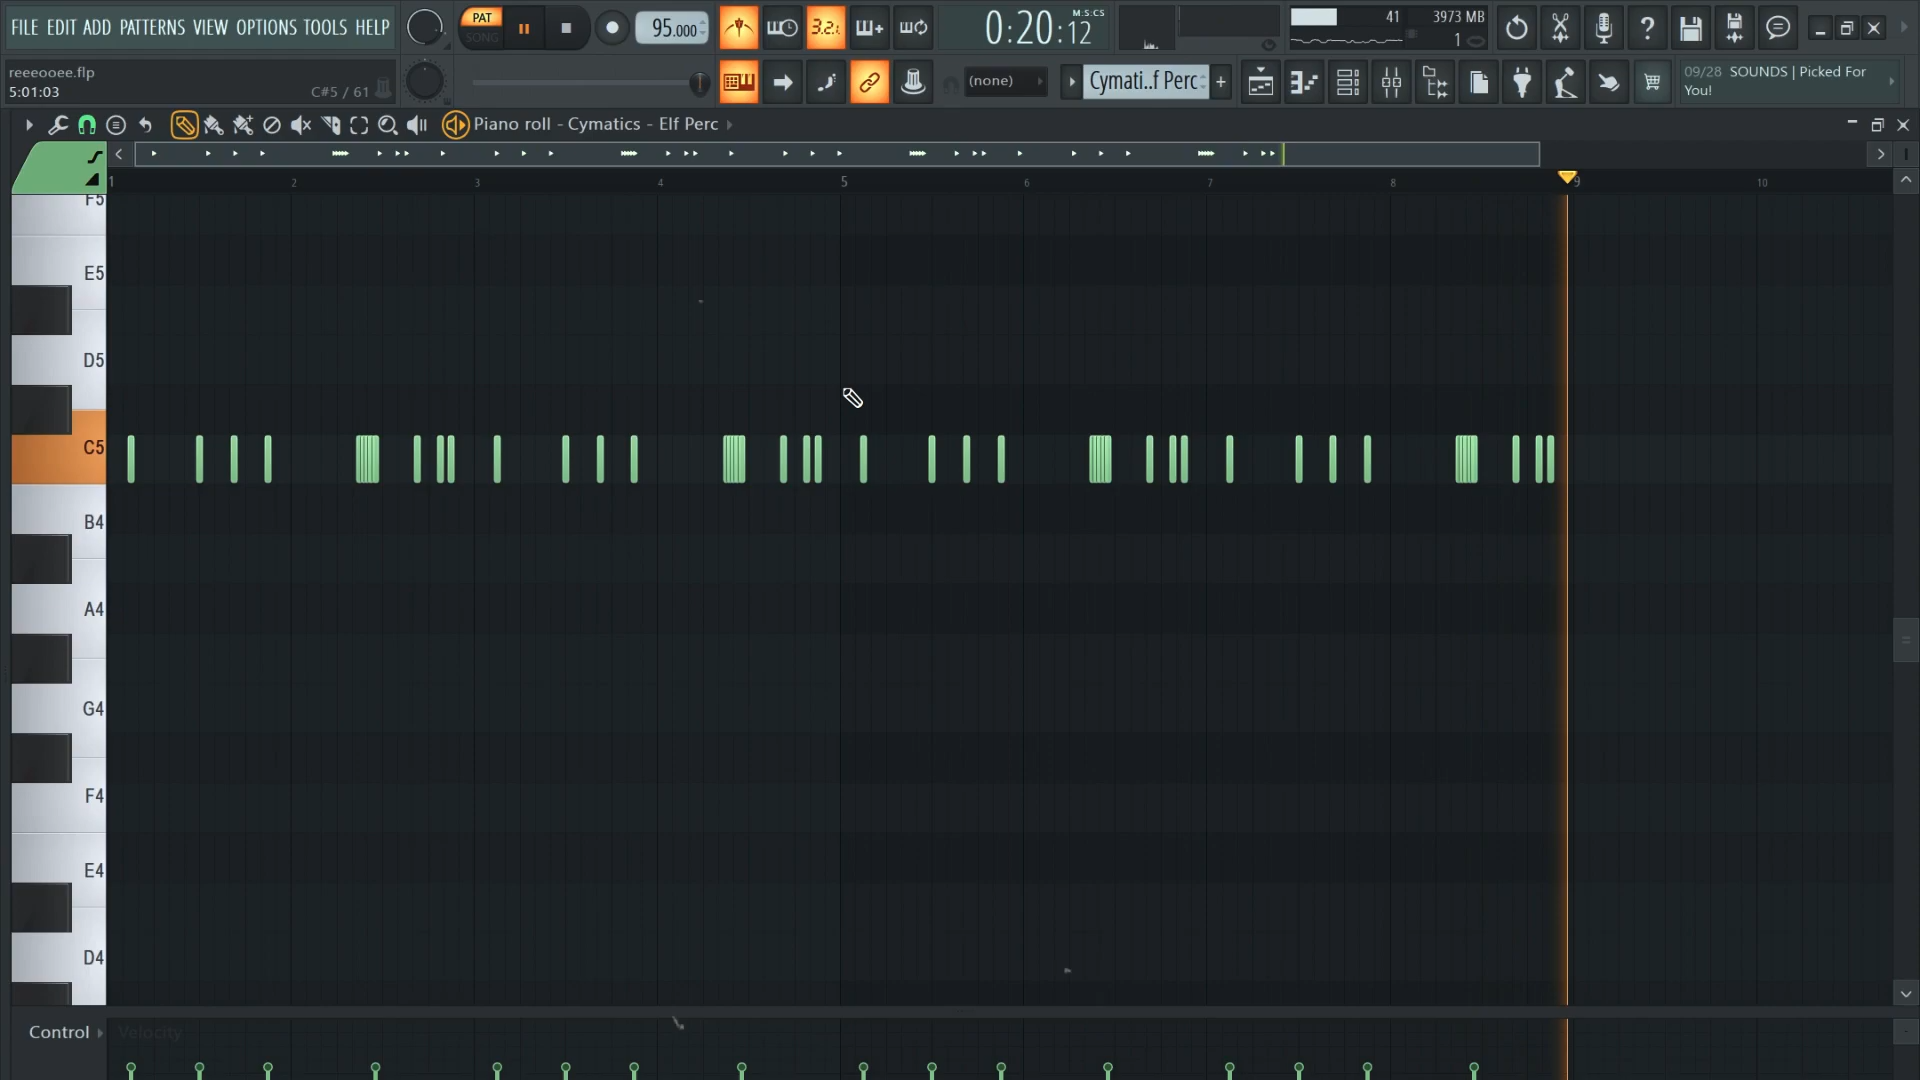 FILE EDIT ADD PATTERNS VIEW OPTIONS TOOLS HELP
PAT
SONG
95.000
3.2.
0:20:12
M:S:CS
41
3973 MB
1
reeeooee.flp
5:01:03
C#5 / 61
(none)
Cymati..f Perc
09/28 SOUNDS | Picked For
You!
Piano roll - Cymatics - Elf Perc
1 2 3 4 5 6 7 8 9 10
F5
E5
D5
C5
B4
A4
G4
F4
E4
D4
Control
Velocity